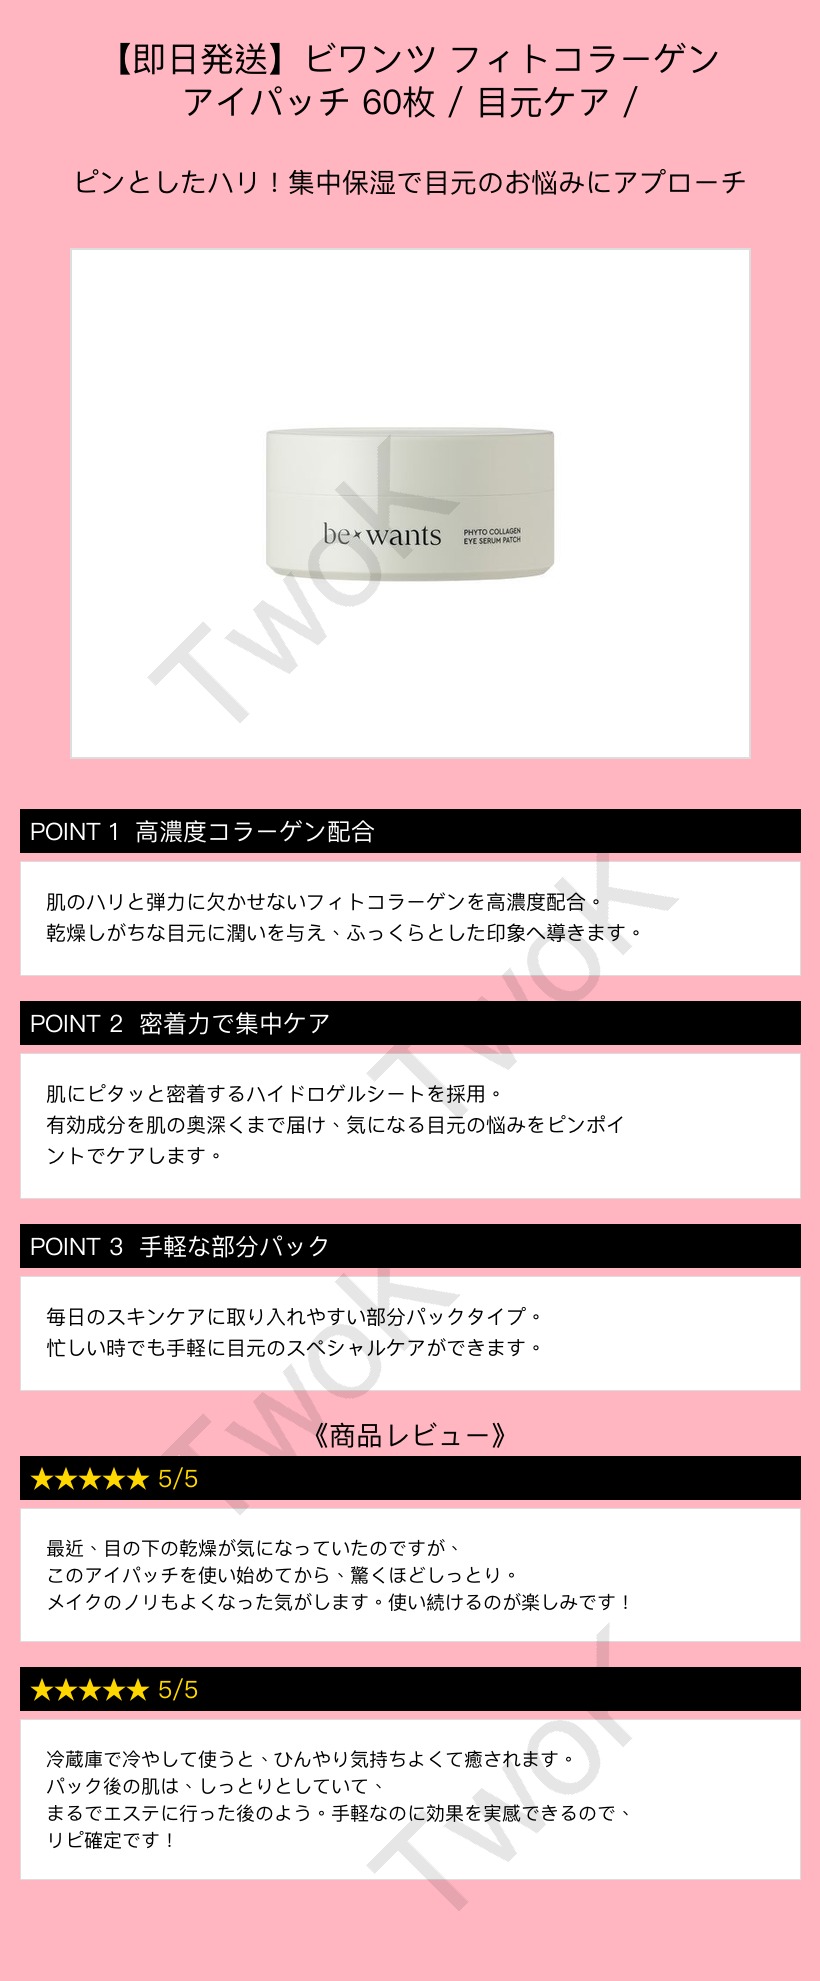 【即日発送】ビワンツ フィトコラーゲン
アイパッチ 60枚 / 目元ケア /
ピンとしたハリ！集中保湿で目元のお悩みにアプローチ
be wants
PHYTO COLLAGEN
EYE SERUM PATCH
TwoK
POINT 1 高濃度コラーゲン配合
肌のハリと弾力に欠かせないフィトコラーゲンを高濃度配合。
乾燥しがちな目元に潤いを与え、ふっくらとした印象へ導きます。
TwoK
POINT 2 密着力で集中ケア
肌にピタッと密着するハイドロゲルシートを採用。
有効成分を肌の奥深くまで届け、気になる目元の悩みをピンポイ
ントでケアします。
POINT 3 手軽な部分パック
毎日のスキンケアに取り入れやすい部分パックタイプ。
忙しい時でも手軽に目元のスペシャルケアができます。
TwoK
《商品レビュー》
★★★★★ 5/5
最近、目の下の乾燥が気になっていたのですが、
このアイパッチを使い始めてから、驚くほどしっとり。
メイクのノリもよくなった気がします。使い続けるのが楽しみです！
★★★★★ 5/5
冷蔵庫で冷やして使うと、ひんやり気持ちよくて癒されます。
パック後の肌は、しっとりとしていて、
まるでエステに行った後のよう。手軽なのに効果を実感できるので、
リピ確定です！
TwoK